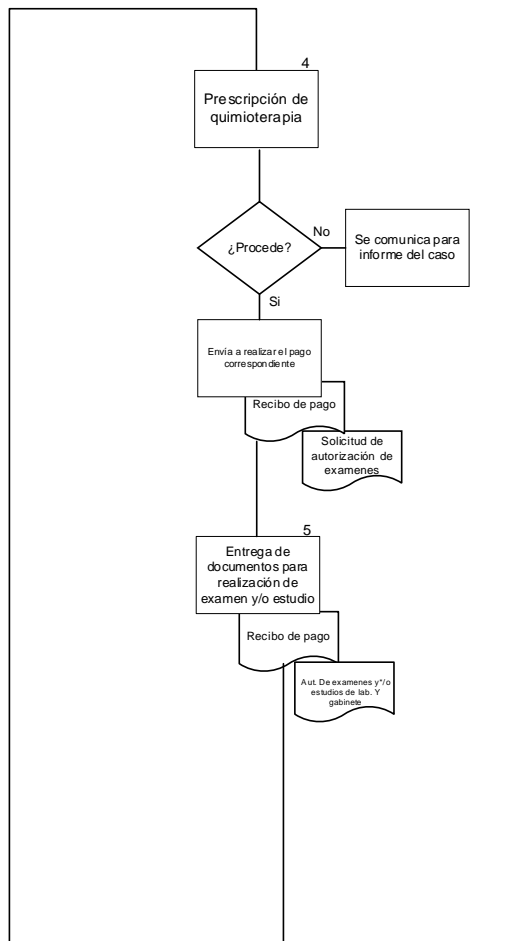 4
Prescripción de
quimioterapia
¿Procede?
No
Se comunica para
informe del caso
Si
Envía a realizar el pago
correspondiente
Recibo de pago
Solicitud de
autorización de
examenes
5
Entrega de
documentos para
realización de
examen y/o estudio
Recibo de pago
Aut. De examenes y*/o
estudios de lab. Y
gabinete